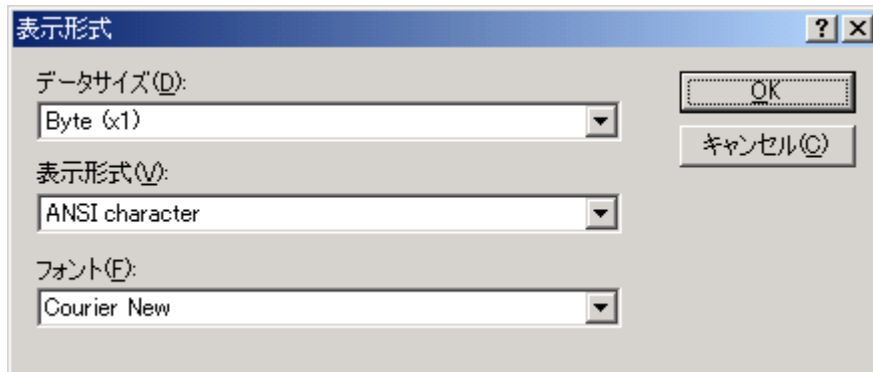 表示形式
データサイズ(D):
Byte (x1)
表示形式(V):
ANSI character
フォント(F):
Courier New
OK
キャンセル(C)